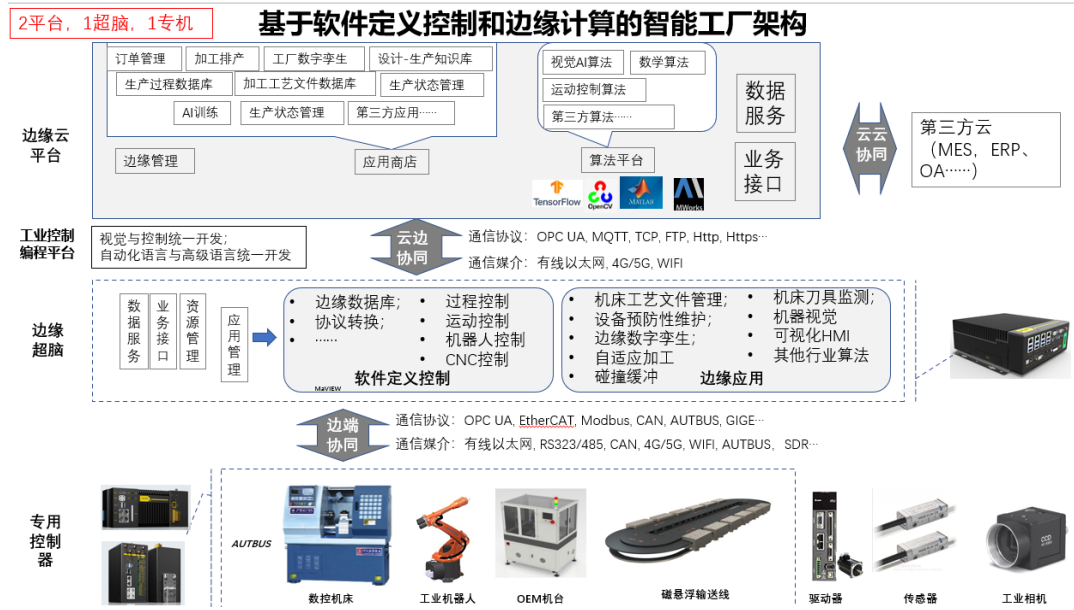 2平台，1超脑，1专机
基于软件定义控制和边缘计算的智能工厂架构
边缘云
平台
订单管理
加工排产
工厂数字孪生
设计-生产知识库
生产过程数据库
加工工艺文件数据库
生产状态管理
AI训练
生产状态管理
第三方应用……
边缘管理
应用商店
视觉AI算法
数学算法
运动控制算法
第三方算法……
算法平台
TensorFlow
OpenCV
MATLAB
MWorks
数据
服务
业务
接口
云云
协同
第三方云
（MES，ERP、
OA……）
工业控制
编程平台
视觉与控制统一开发；
自动化语言与高级语言统一开发
云边
协同
通信协议：OPC UA, MQTT, TCP, FTP, Http, Https…
通信媒介：有线以太网, 4G/5G, WIFI
边缘
超脑
数据服务
业务接口
资源管理
应用管理
• 边缘数据库；
• 协议转换；
• ……
• 过程控制
• 运动控制
• 机器人控制
• CNC控制
软件定义控制
MaVIEW
• 机床工艺文件管理；
• 设备预防性维护；
• 边缘数字孪生；
• 自适应加工
• 碰撞缓冲
• 机床刀具监测；
• 机器视觉
• 可视化HMI
• 其他行业算法
边缘应用
边端
协同
通信协议：OPC UA, EtherCAT, Modbus, CAN, AUTBUS, GIGE…
通信媒介：有线以太网, RS323/485, CAN, 4G/5G, WIFI, AUTBUS，SDR…
专用
控制
器
AUTBUS
数控机床
工业机器人
OEM机台
磁悬浮输送线
驱动器
传感器
CCD
工业相机